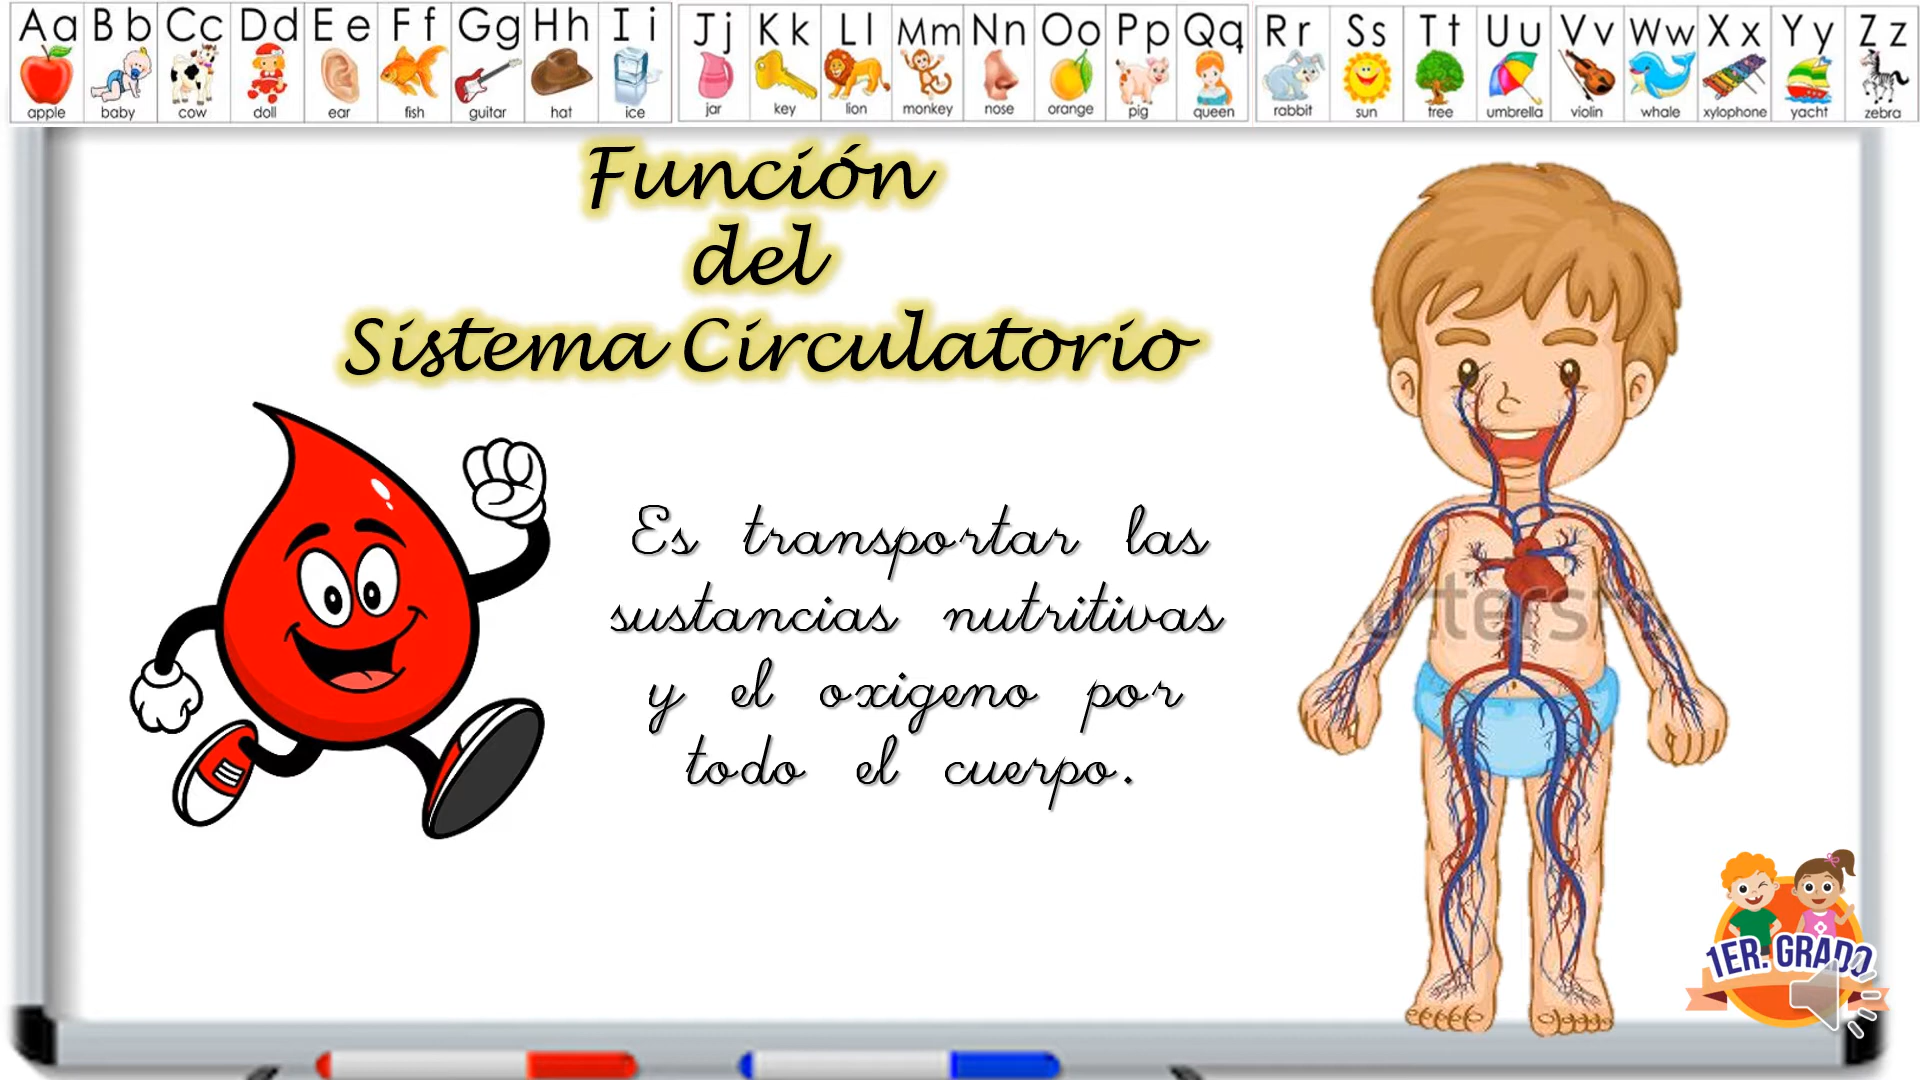 Aa Bb Cc Dd Ee Ff Gg Hh Ii Jj Kk Ll Mm Nn Oo Pp Qq Rr Ss Tt Uu Vv Ww Xx Yy Zz
apple baby cow doll ear fish guitar hat ice jar key lion monkey nose orange pig queen rabbit sun tree umbrella violin whale xylophone yacht zebra
Función
del
Sistema Circulatorio
Es transportar las
sustancias nutritivas
y el oxigeno por
todo el cuerpo.
1ER. GRADO